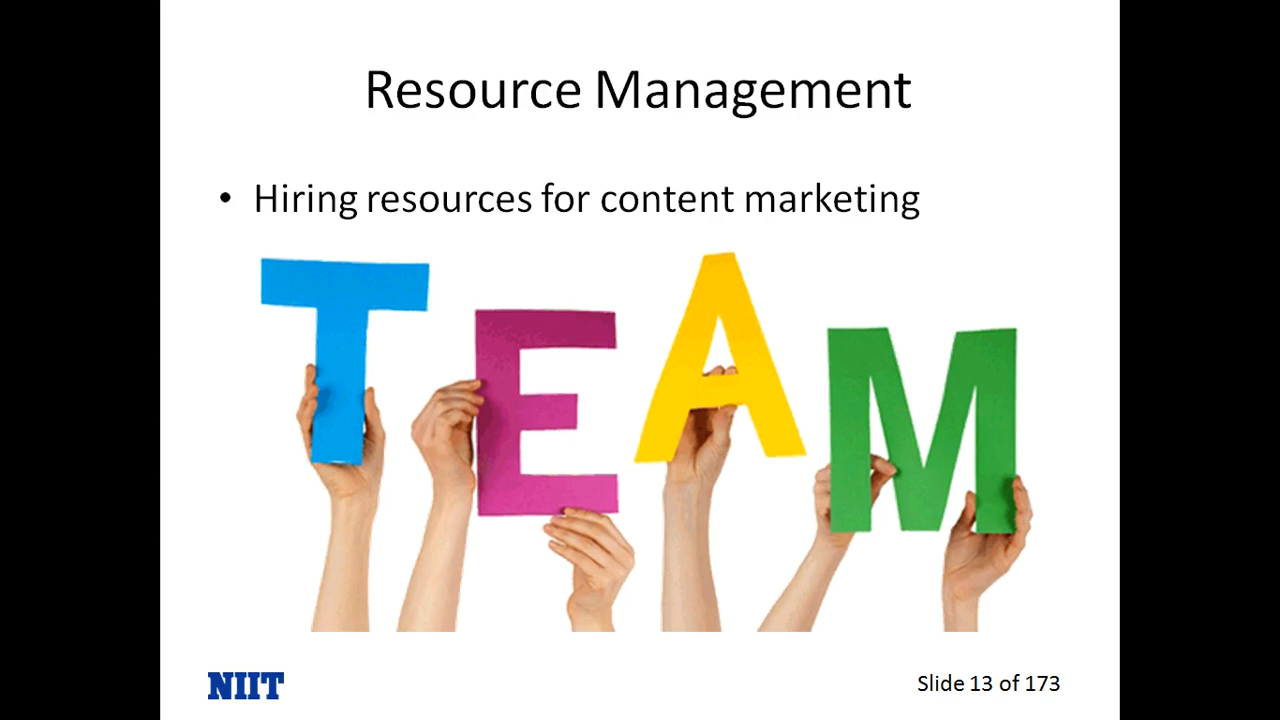 Resource Management
• Hiring resources for content marketing
TEAM
NIIT
Slide 13 of 173